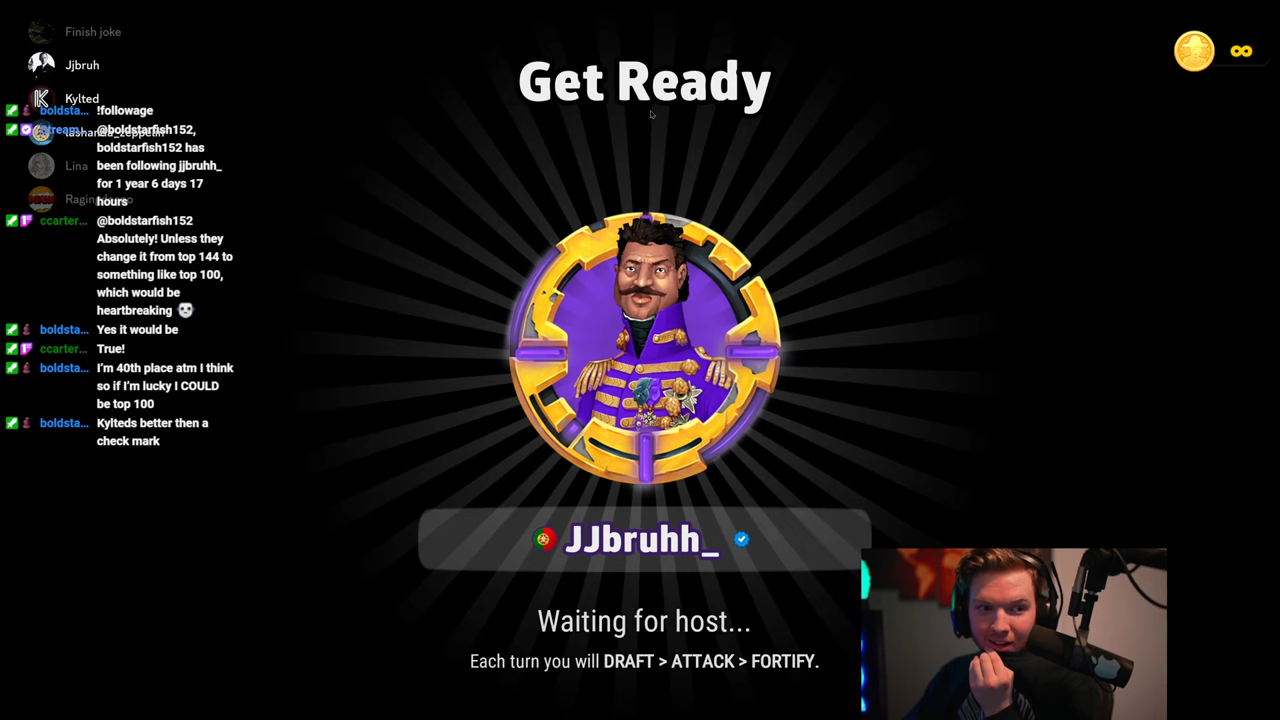 Finish joke
Jjbruh
Kylted
boldsta... !followage
Stream... @boldstarfish152,
boldstarfish152 has
been following jjbruhh_
for 1 year 6 days 17
hours
Lina
ccarter... @boldstarfish152
Absolutely! Unless they
change it from top 144 to
something like top 100,
which would be
heartbreaking
boldsta... Yes it would be
ccarter... True!
boldsta... I'm 40th place atm I think
so if I'm lucky I COULD
be top 100
boldsta... Kylteds better then a
check mark
Get Ready
JJbruhh_
Waiting for host...
Each turn you will DRAFT > ATTACK > FORTIFY.
∞